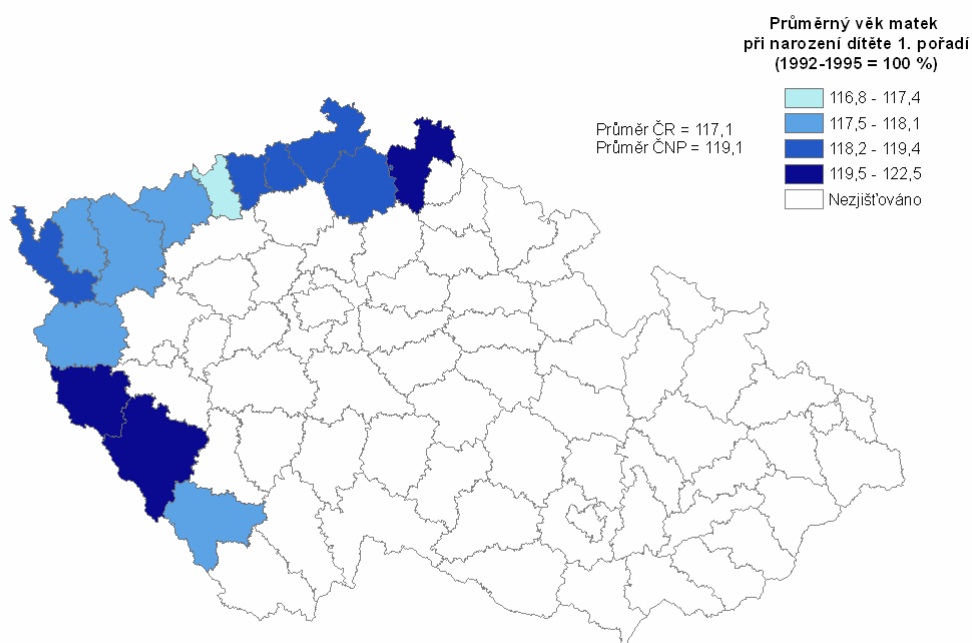 Průměrný věk matek
při narození dítěte 1. pořadí
(1992-1995 = 100 %)
116,8 - 117,4
117,5 - 118,1
118,2 - 119,4
119,5 - 122,5
Nezjišťováno
Průměr ČR = 117,1
Průměr ČNP = 119,1